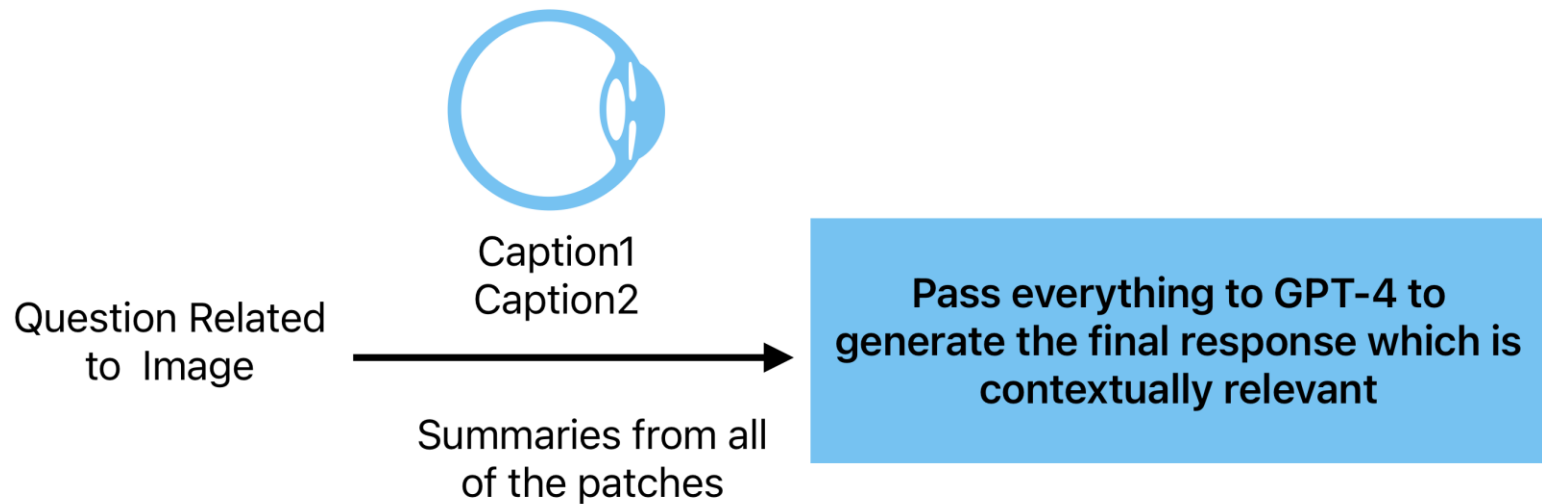 Caption1
Caption2
Question Related
to Image
Summaries from all
of the patches
Pass everything to GPT-4 to
generate the final response which is
contextually relevant